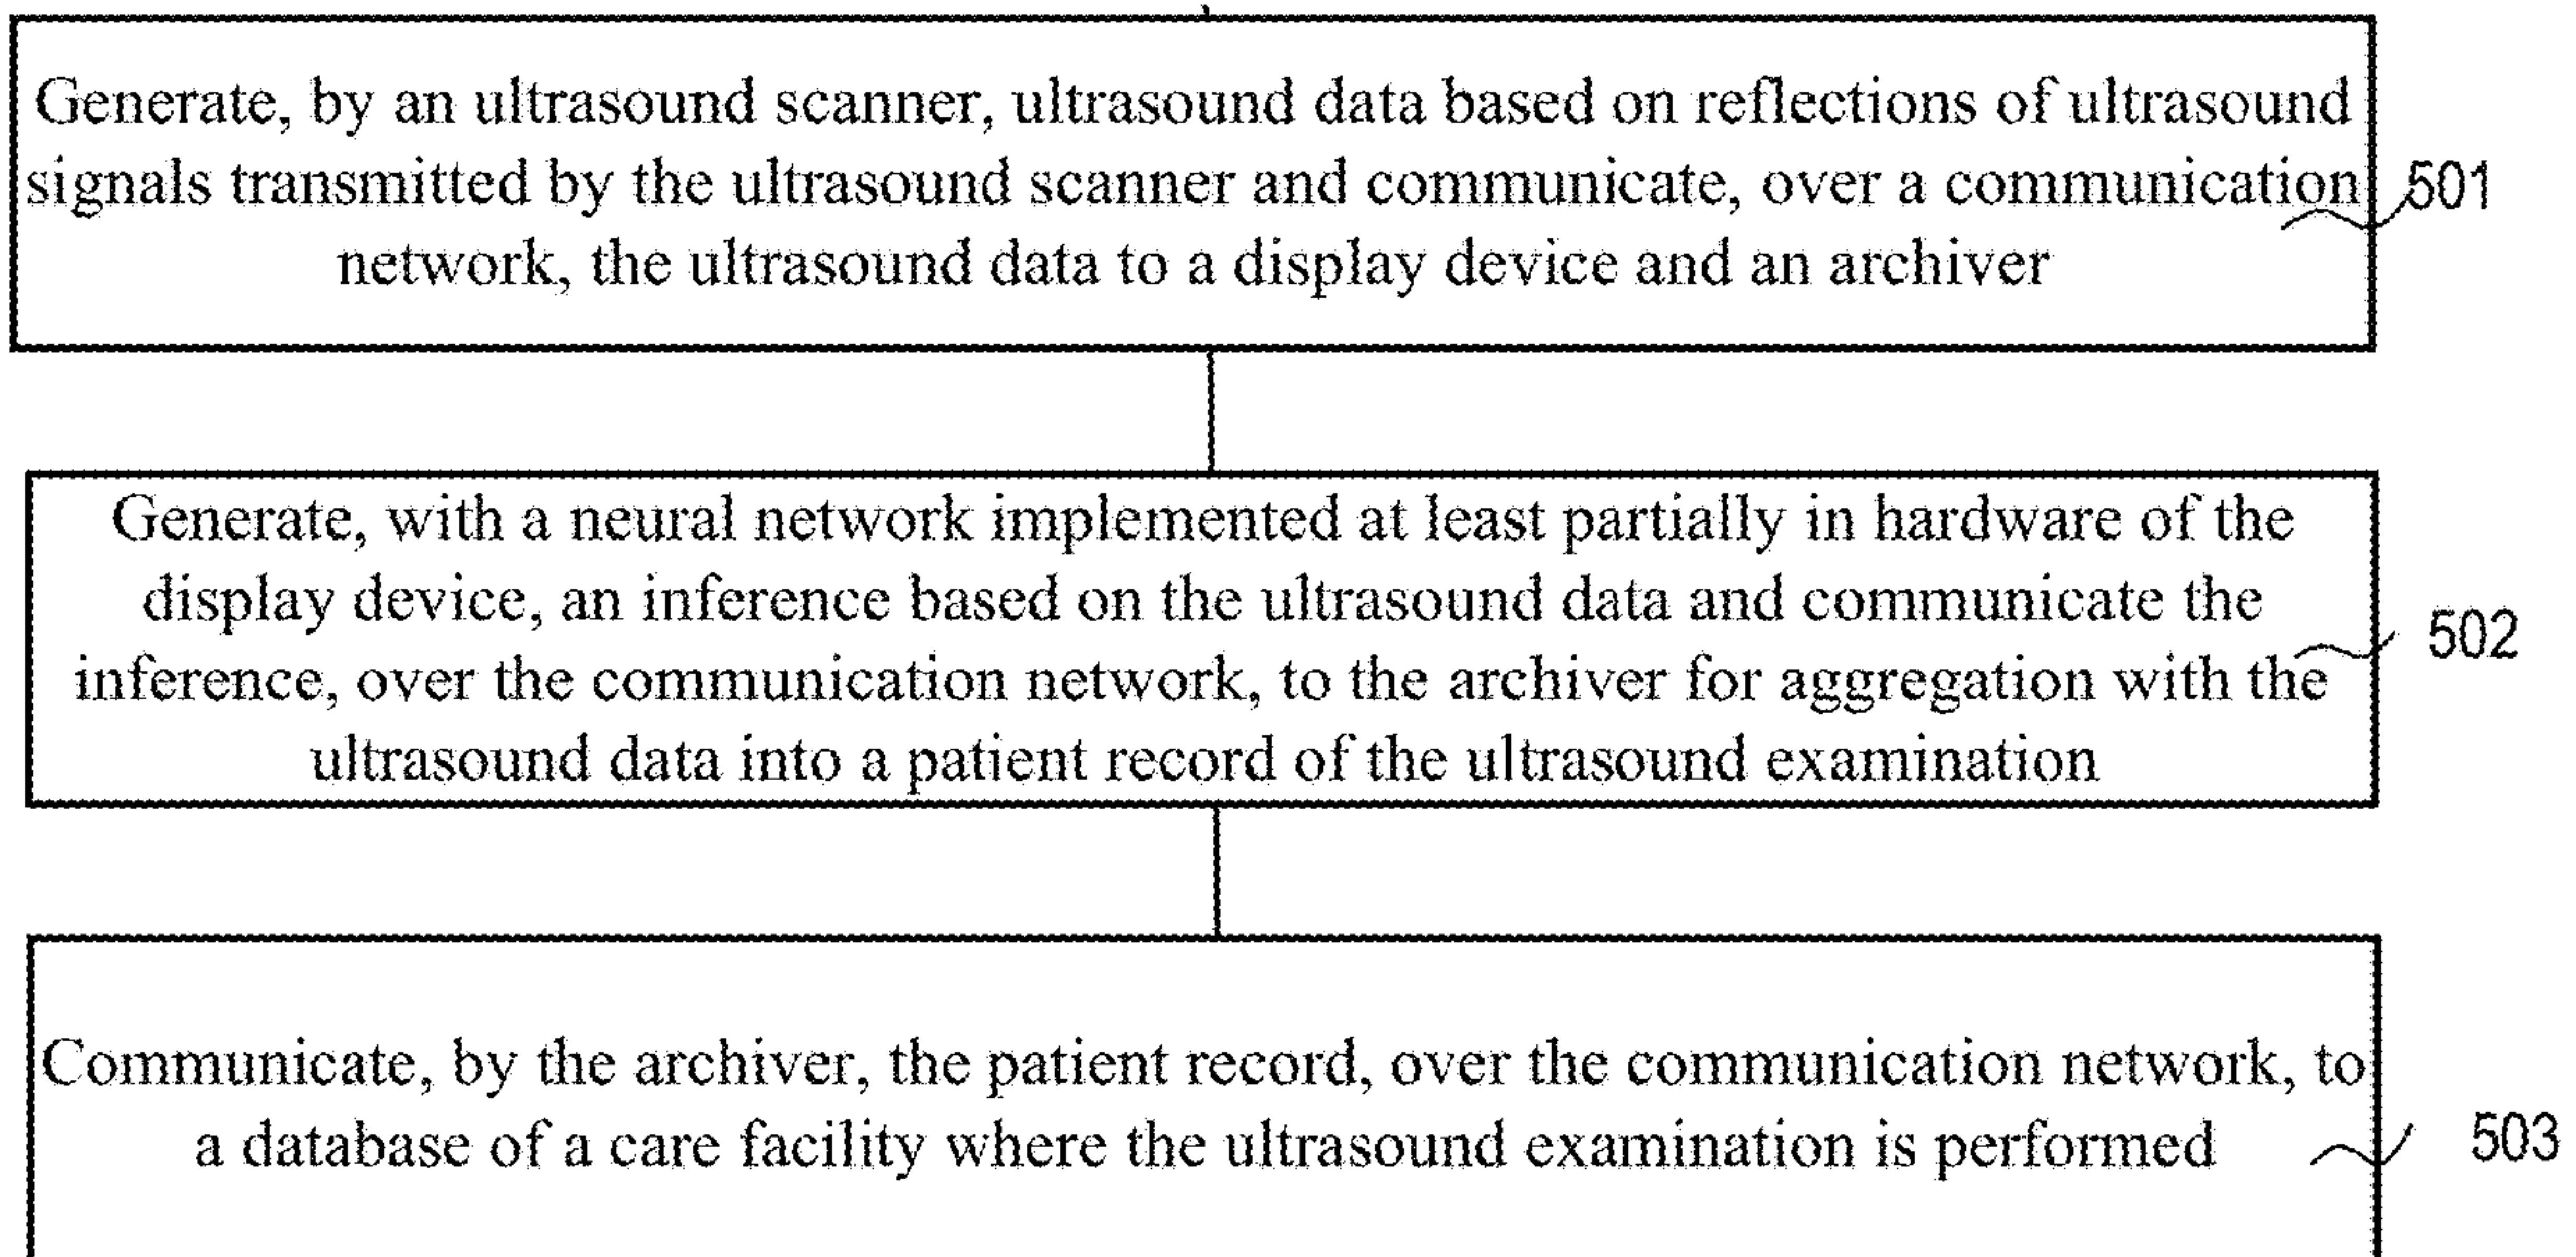 Generate, by an ultrasound scanner, ultrasound data based on reflections of ultrasound
signals transmitted by the ultrasound scanner and communicate, over a communication
network, the ultrasound data to a display device and an archiver
501
Generate, with a neural network implemented at least partially in hardware of the
display device, an inference based on the ultrasound data and communicate the
inference, over the communication network, to the archiver for aggregation with the
ultrasound data into a patient record of the ultrasound examination
502
Communicate, by the archiver, the patient record, over the communication network, to
a database of a care facility where the ultrasound examination is performed
503